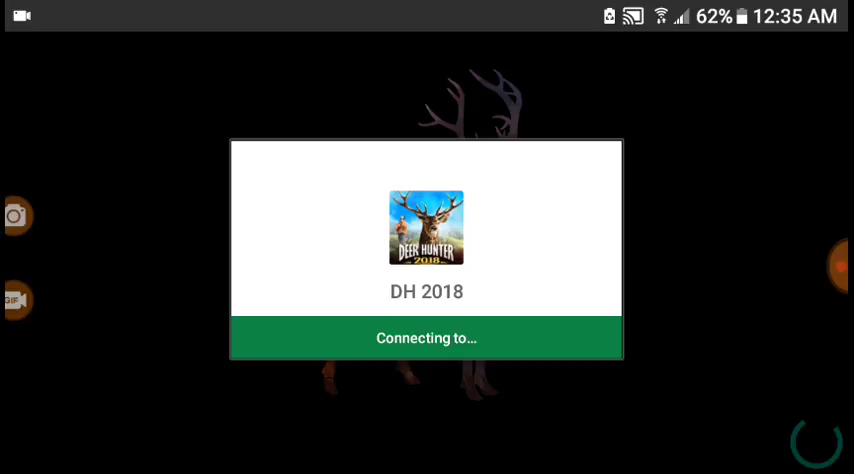 62% 12:35 AM
DEER HUNTER
2018
DH 2018
Connecting to...
GIF